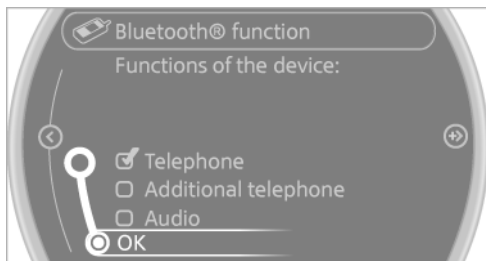 Bluetooth® function
Functions of the device:
Telephone
Additional telephone
Audio
OK